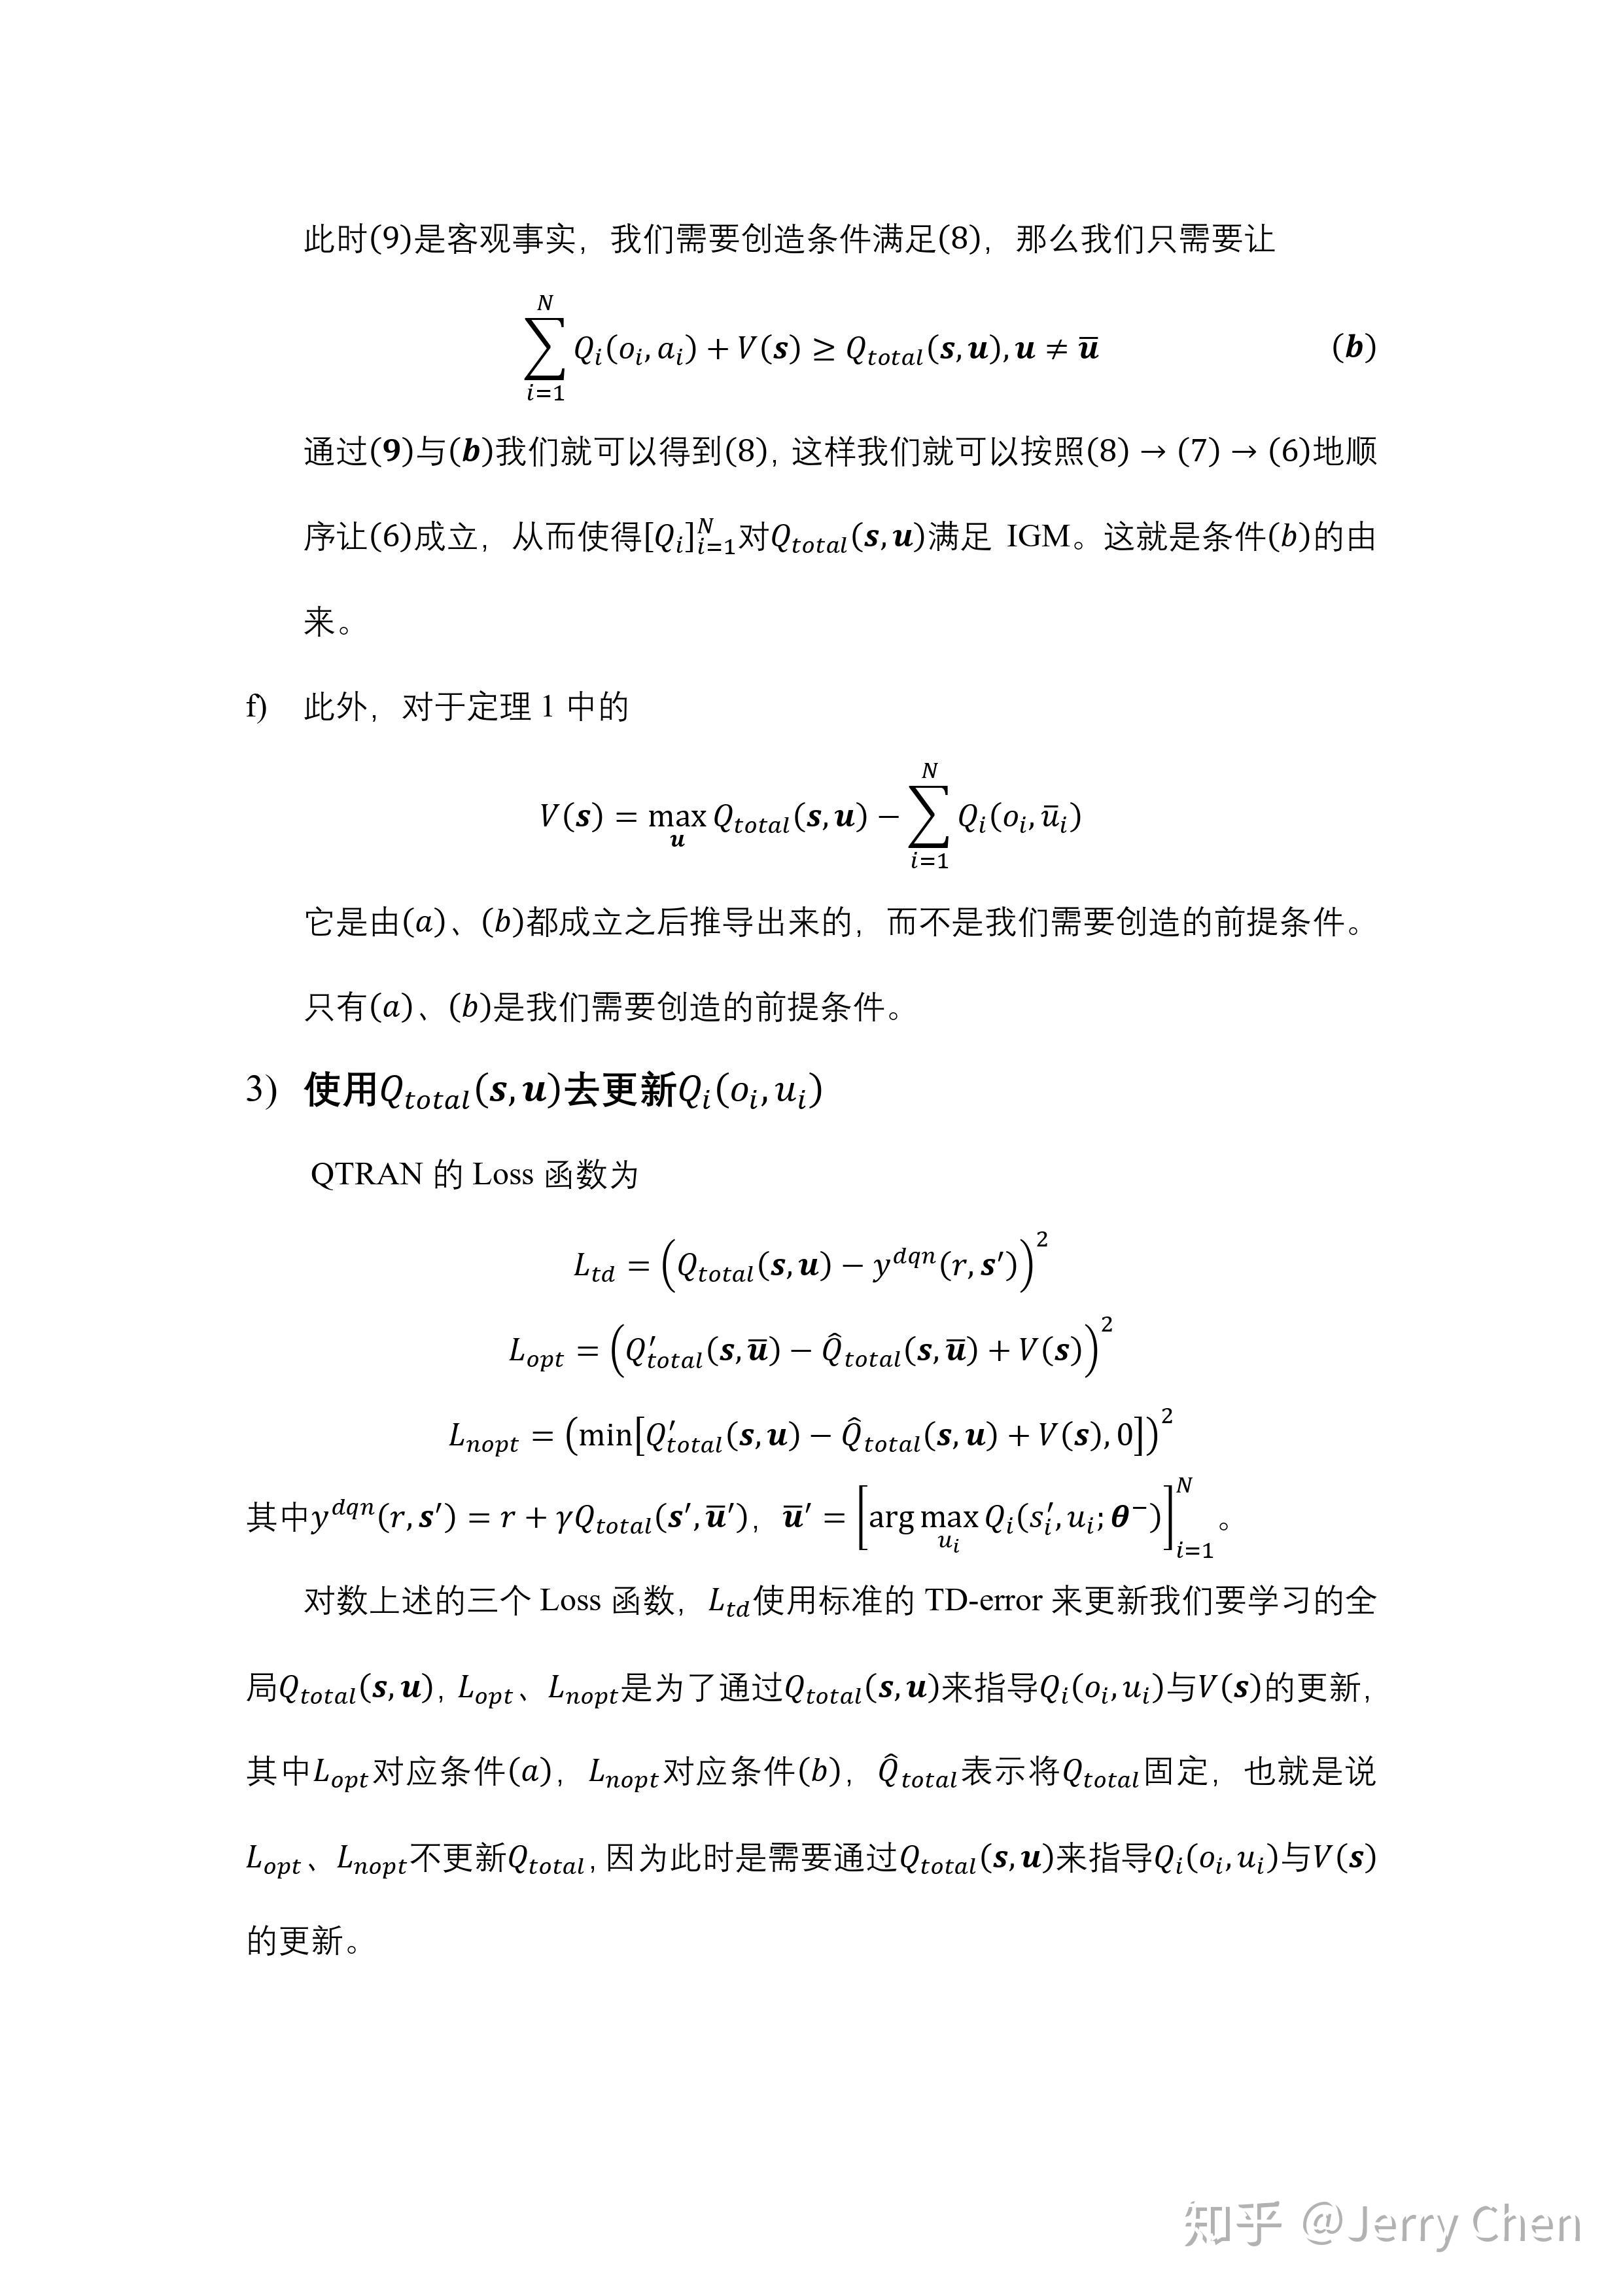 此时(9)是客观事实，我们需要创造条件满足(8)，那么我们只需要让
$\sum_{i=1}^{N} Q_i(o_i, a_i) + V(\boldsymbol{s}) \geq Q_{total}(\boldsymbol{s}, \boldsymbol{u}), \boldsymbol{u} \neq \bar{\boldsymbol{u}}$ (𝒃)
通过(𝟗)与(𝒃)我们就可以得到(8), 这样我们就可以按照(8) → (7) → (6)地顺
序让(6)成立，从而使得$[Q_i]_{i=1}^{N}$对$Q_{total}(\boldsymbol{s}, \boldsymbol{u})$满足 IGM。这就是条件(b)的由
来。
f) 此外，对于定理 1 中的
$V(\boldsymbol{s}) = \max_{\boldsymbol{u}} Q_{total}(\boldsymbol{s}, \boldsymbol{u}) - \sum_{i=1}^{N} Q_i(o_i, \bar{u}_i)$
它是由(a)、(b)都成立之后推导出来的，而不是我们需要创造的前提条件。
只有(a)、(b)是我们需要创造的前提条件。
3) 使用$Q_{total}(\boldsymbol{s}, \boldsymbol{u})$去更新$Q_i(o_i, u_i)$
QTRAN 的 Loss 函数为
$L_{td} = \left(Q_{total}(\boldsymbol{s}, \boldsymbol{u}) - y^{dqn}(r, \boldsymbol{s}')\right)^2$
$L_{opt} = \left(Q'_{total}(\boldsymbol{s}, \bar{\boldsymbol{u}}) - \hat{Q}_{total}(\boldsymbol{s}, \bar{\boldsymbol{u}}) + V(\boldsymbol{s})\right)^2$
$L_{nopt} = \left(\min\left[Q'_{total}(\boldsymbol{s}, \boldsymbol{u}) - \hat{Q}_{total}(\boldsymbol{s}, \boldsymbol{u}) + V(\boldsymbol{s}), 0\right]\right)^2$
其中$y^{dqn}(r, \boldsymbol{s}') = r + \gamma Q_{total}(\boldsymbol{s}', \bar{\boldsymbol{u}}')$，$\bar{\boldsymbol{u}}' = \left[\arg\max_{u_i} Q_i(s'_i, u_i; \boldsymbol{\theta}^-)\right]_{i=1}^{N}$。
对数上述的三个 Loss 函数，$L_{td}$使用标准的 TD-error 来更新我们要学习的全
局$Q_{total}(\boldsymbol{s}, \boldsymbol{u})$, $L_{opt}$、$L_{nopt}$是为了通过$Q_{total}(\boldsymbol{s}, \boldsymbol{u})$来指导$Q_i(o_i, u_i)$与$V(\boldsymbol{s})$的更新，
其中$L_{opt}$对应条件(a)，$L_{nopt}$对应条件(b)，$\hat{Q}_{total}$表示将$Q_{total}$固定，也就是说
$L_{opt}$、$L_{nopt}$不更新$Q_{total}$, 因为此时是需要通过$Q_{total}(\boldsymbol{s}, \boldsymbol{u})$来指导$Q_i(o_i, u_i)$与$V(\boldsymbol{s})$
的更新。
知乎 @Jerry Chen